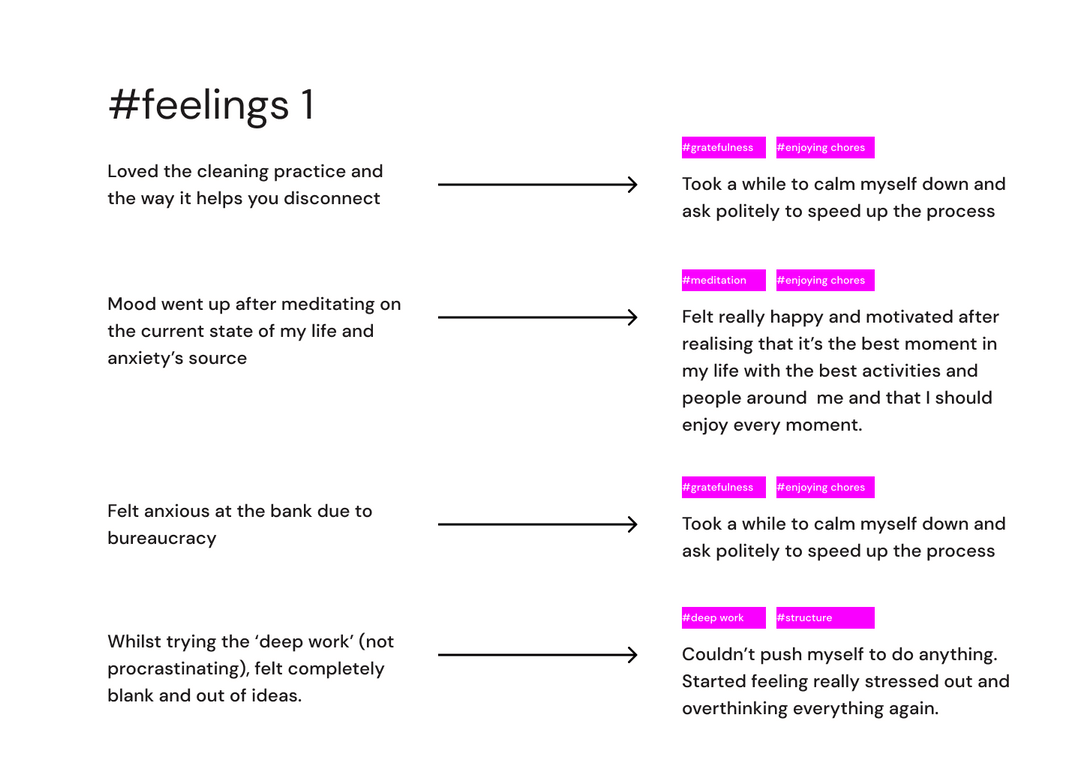 #feelings 1
Loved the cleaning practice and
the way it helps you disconnect
#gratefulness #enjoying chores
Took a while to calm myself down and
ask politely to speed up the process
Mood went up after meditating on
the current state of my life and
anxiety’s source
#meditation #enjoying chores
Felt really happy and motivated after
realising that it’s the best moment in
my life with the best activities and
people around  me and that I should
enjoy every moment.
Felt anxious at the bank due to
bureaucracy
#gratefulness #enjoying chores
Took a while to calm myself down and
ask politely to speed up the process
Whilst trying the ‘deep work’ (not
procrastinating), felt completely
blank and out of ideas.
#deep work #structure
Couldn’t push myself to do anything.
Started feeling really stressed out and
overthinking everything again.